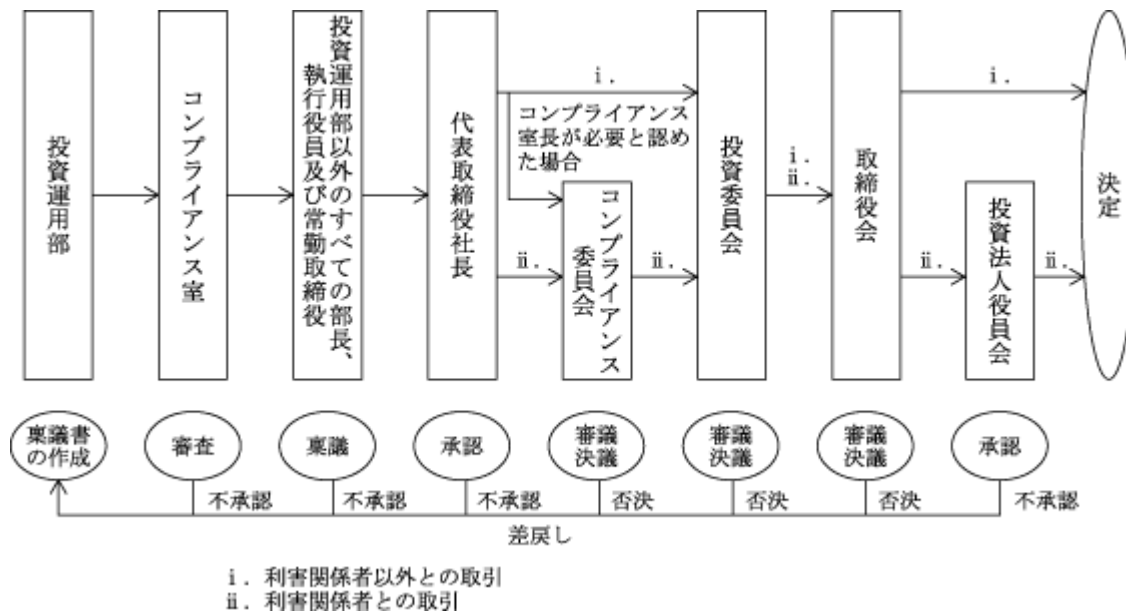 投資運用部
コンプライアンス室
投資運用部以外のすべての部長、
執行役員及び常勤取締役
代表取締役社長
ⅰ.
コンプライアンス
室長が必要と認め
た場合
ⅱ.
コンプライアンス
委員会
ⅱ.
投資委員会
ⅰ.
ⅱ.
取締役会
ⅰ.
ⅱ.
投資法人役員会
ⅱ.
決定
稟議書
の作成
審査
稟議
承認
審議
決議
審議
決議
審議
決議
承認
不承認
不承認
不承認
否決
否決
否決
不承認
差戻し
ⅰ. 利害関係者以外との取引
ⅱ. 利害関係者との取引